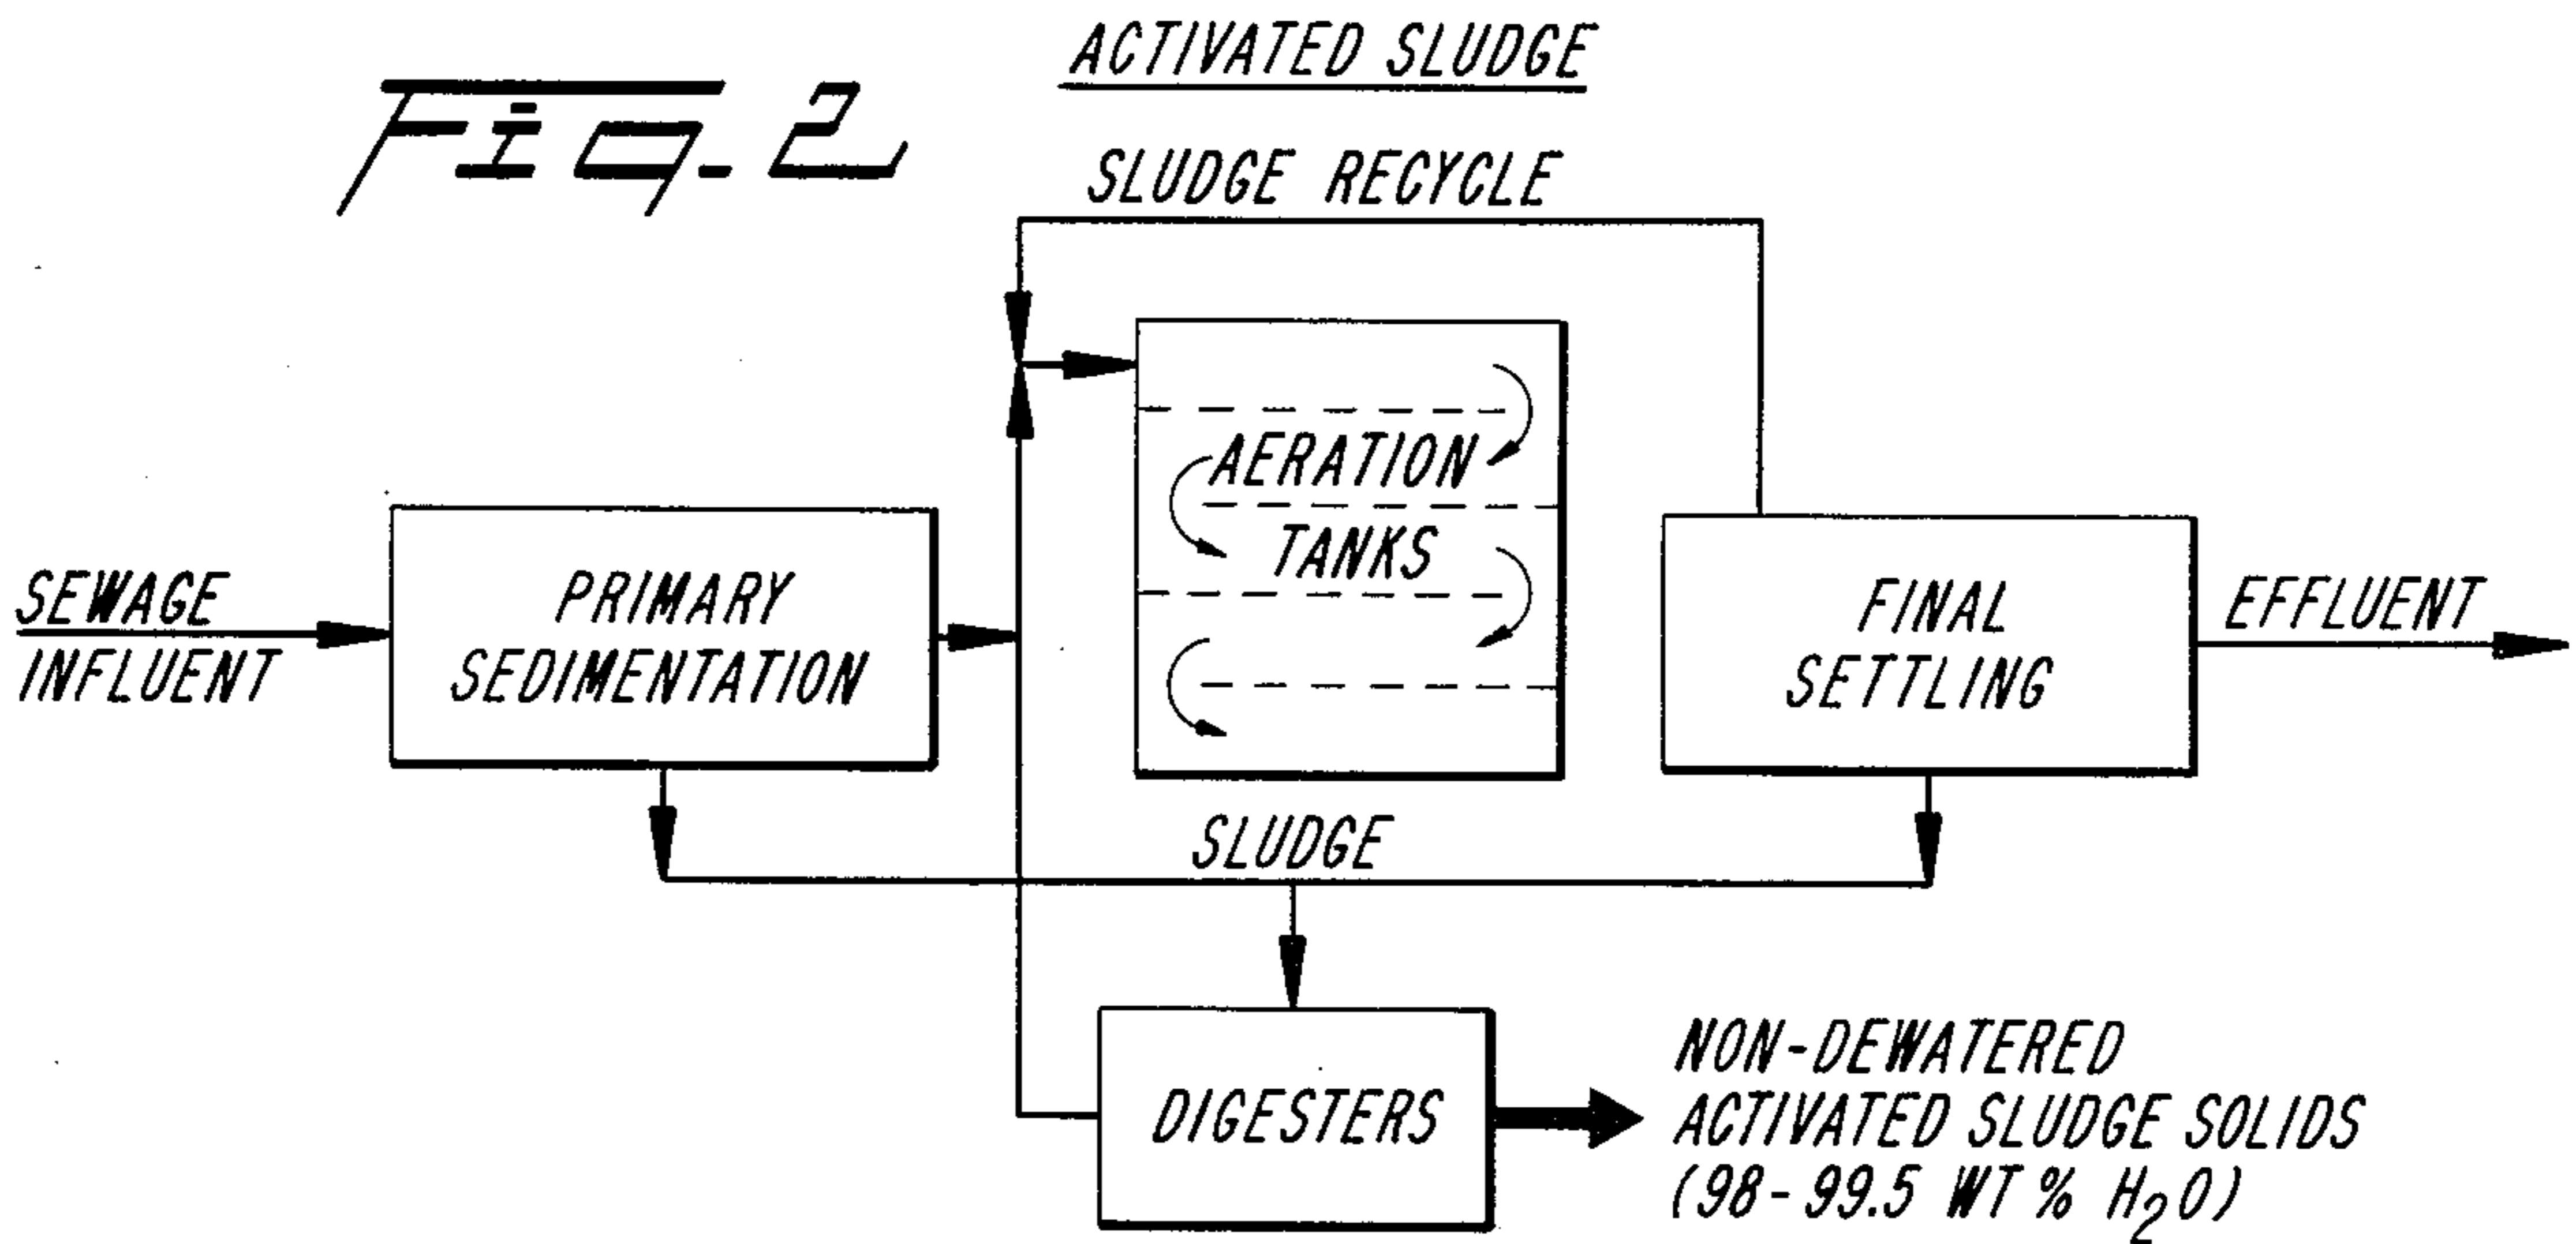 Fig. 2
ACTIVATED SLUDGE
SLUDGE RECYCLE
AERATION
TANKS
SEWAGE
INFLUENT
PRIMARY
SEDIMENTATION
FINAL
SETTLING
EFFLUENT
SLUDGE
DIGESTERS
NON-DEWATERED
ACTIVATED SLUDGE SOLIDS
(98-99.5 WT % H₂O)